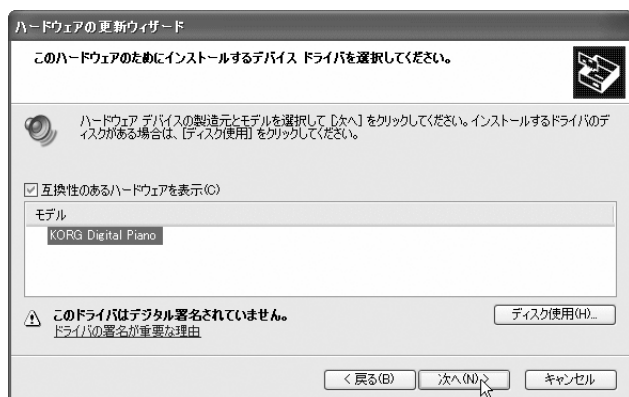 ハードウェアの更新ウィザード
このハードウェアのためにインストールするデバイス ドライバを選択してください。
ハードウェア デバイスの製造元とモデルを選択して [次へ] をクリックしてください。インストールするドライバのデ
ィスクがある場合は、[ディスク使用] をクリックしてください。
互換性のあるハードウェアを表示(C)
モデル
KORG Digital Piano
このドライバはデジタル署名されていません。
ディスク使用(H)...
ドライバの署名が重要な理由
< 戻る(B)
次へ(N) >
キャンセル